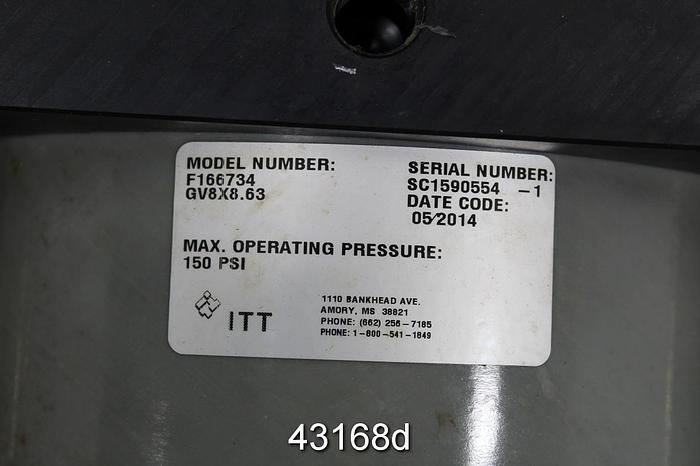 MODEL NUMBER:
F166734
GV8X8.63
SERIAL NUMBER:
SC1590554 -1
DATE CODE:
05/2014
MAX. OPERATING PRESSURE:
150 PSI
ITT
1110 BANKHEAD AVE.
AMORY, MS 38821
PHONE: (662) 256-7185
PHONE: 1-800-541-1849
43168d